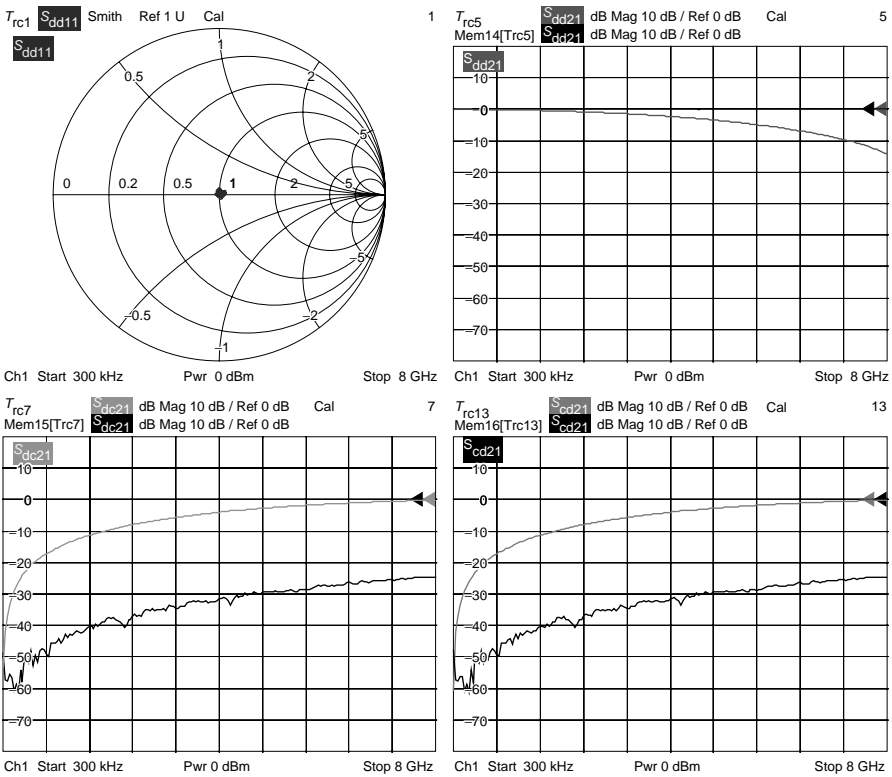 Trc1 Sdd11 Smith Ref 1 U Cal 1
Sdd11
1
0.5
2
5
0 0.2 0.5 1 2 5
−5
−0.5
−2
−1
Ch1 Start 300 kHz Pwr 0 dBm Stop 8 GHz
Trc5 Sdd21 dB Mag 10 dB / Ref 0 dB Cal 5
Mem14[Trc5] Sdd21 dB Mag 10 dB / Ref 0 dB
Sdd21
10
0
−10
−20
−30
−40
−50
−60
−70
Ch1 Start 300 kHz Pwr 0 dBm Stop 8 GHz
Trc7 Sdc21 dB Mag 10 dB / Ref 0 dB Cal 7
Mem15[Trc7] Sdc21 dB Mag 10 dB / Ref 0 dB
Sdc21
10
0
−10
−20
−30
−40
−50
−60
−70
Ch1 Start 300 kHz Pwr 0 dBm Stop 8 GHz
Trc13 Scd21 dB Mag 10 dB / Ref 0 dB Cal 13
Mem16[Trc13] Scd21 dB Mag 10 dB / Ref 0 dB
Scd21
10
0
−10
−20
−30
−40
−50
−60
−70
Ch1 Start 300 kHz Pwr 0 dBm Stop 8 GHz